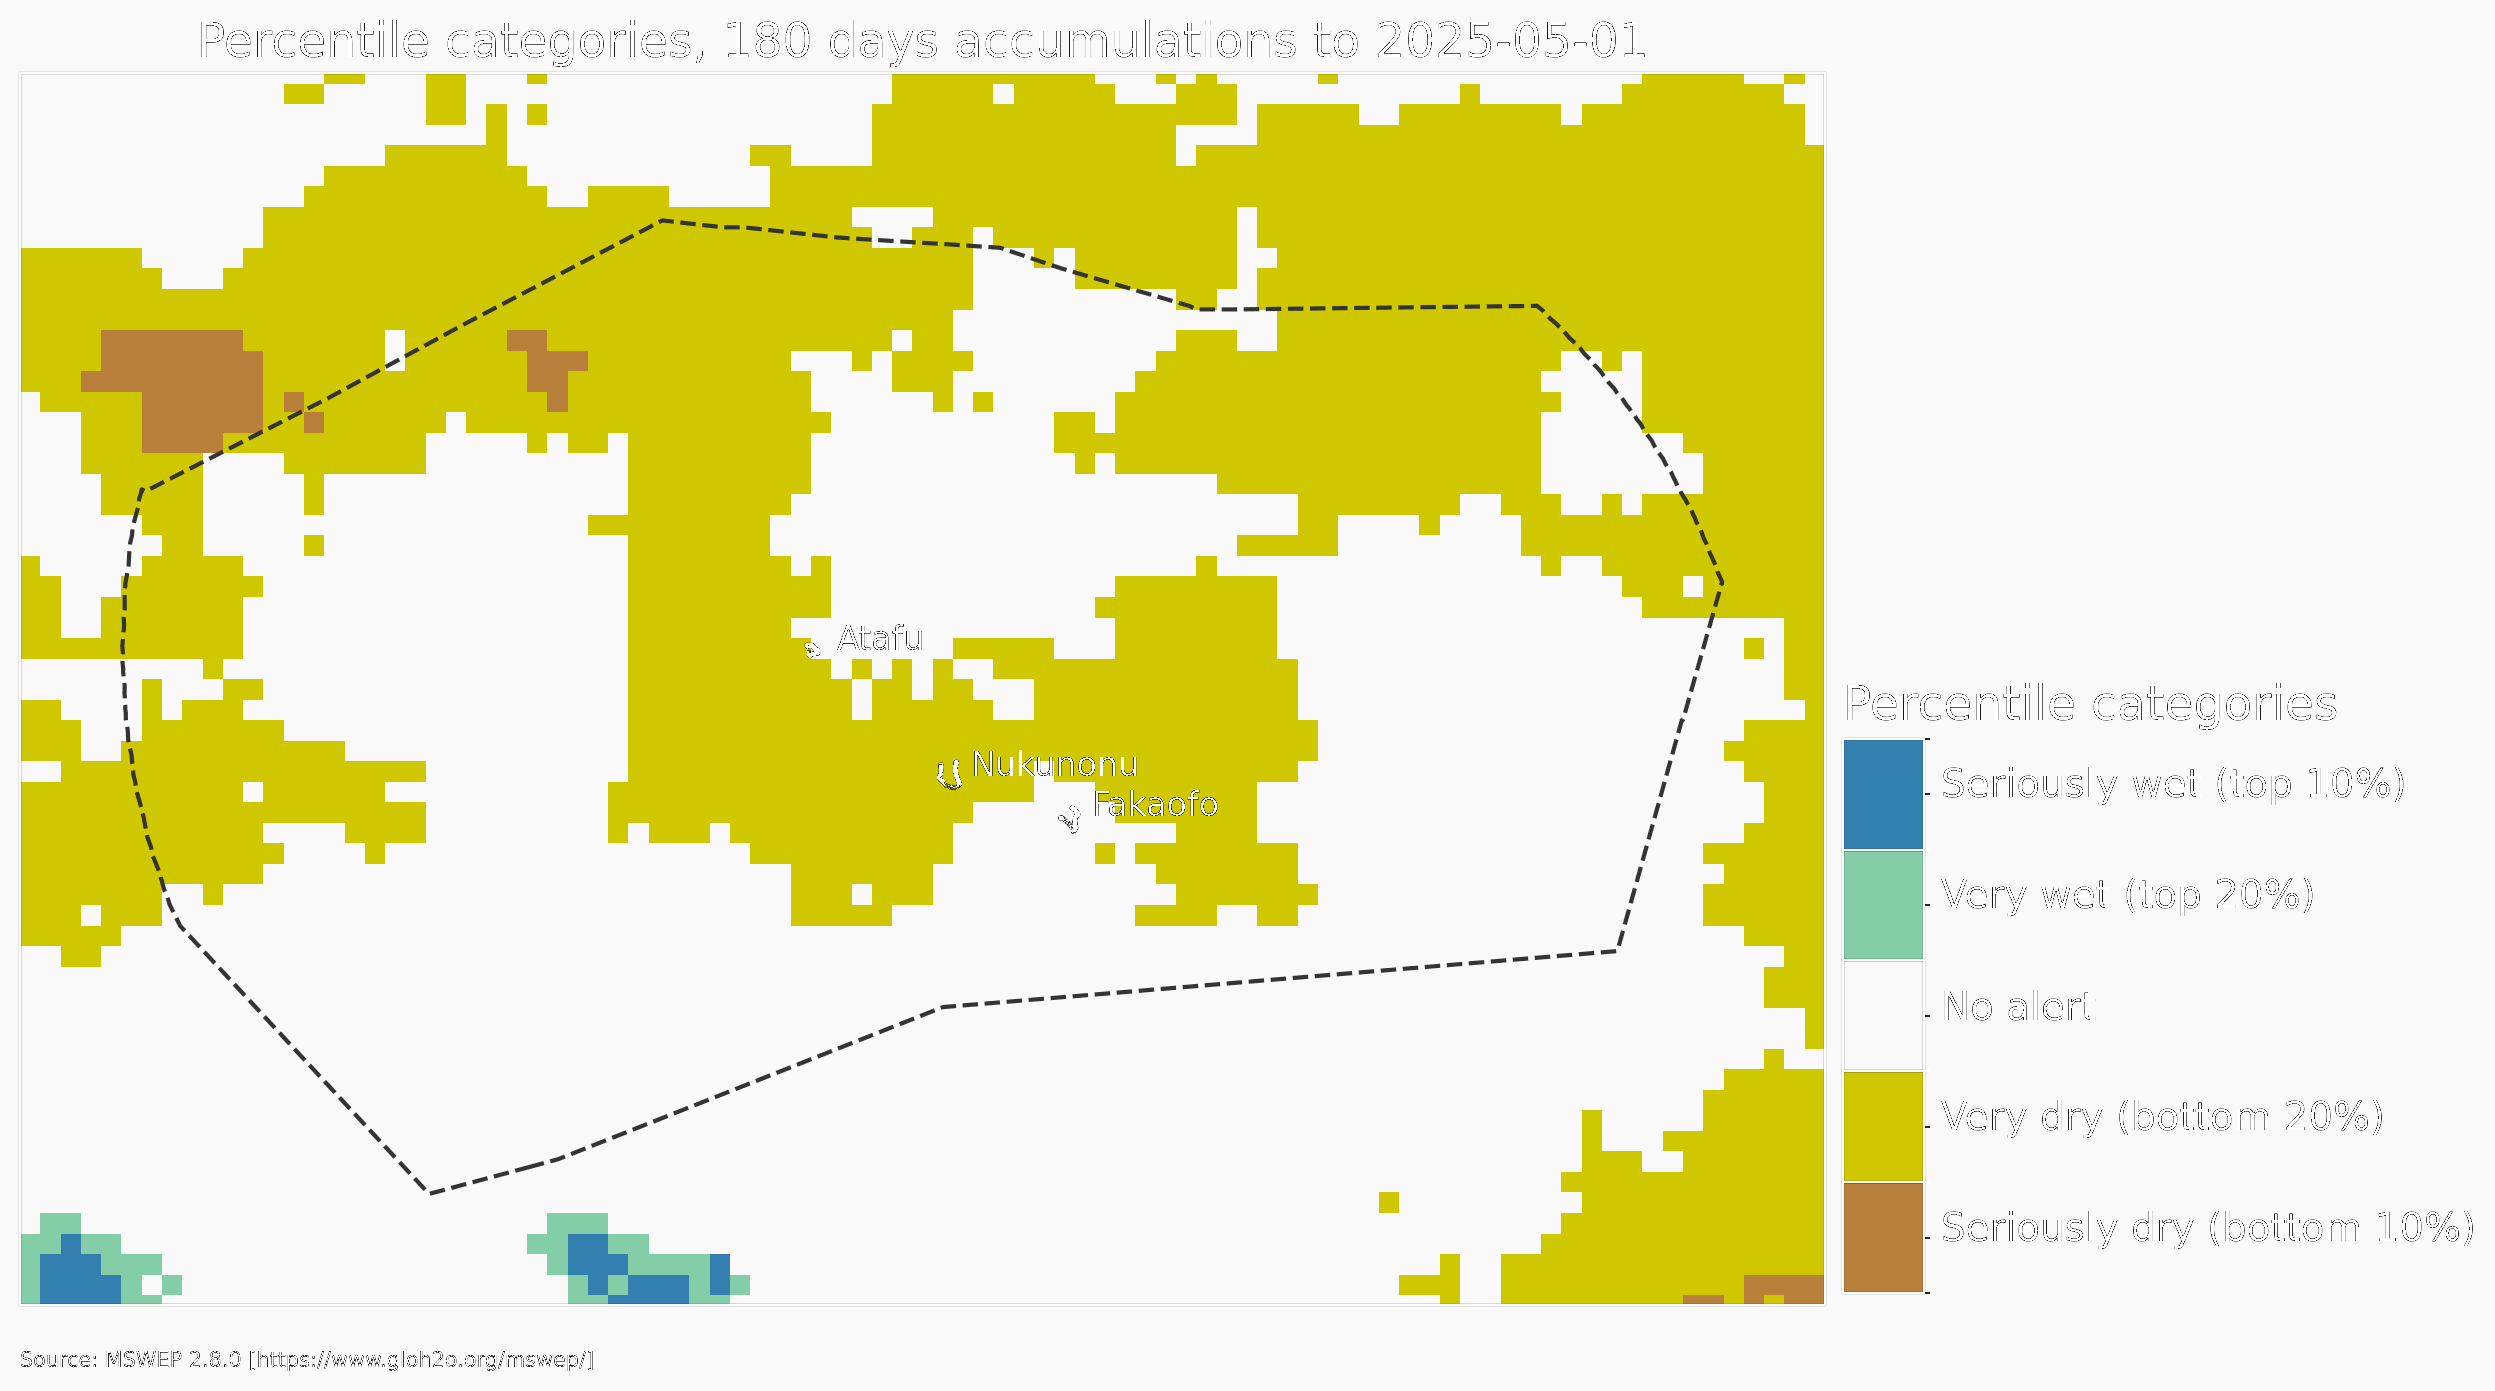 Percentile categories, 180 days accumulations to 2025-05-01
Atafu
Nukunonu
Fakaofo
Percentile categories
Seriously wet (top 10%)
Very wet (top 20%)
No alert
Very dry (bottom 20%)
Seriously dry (bottom 10%)
Source: MSWEP 2.8.0 [https://www.gloh2o.org/mswep/]